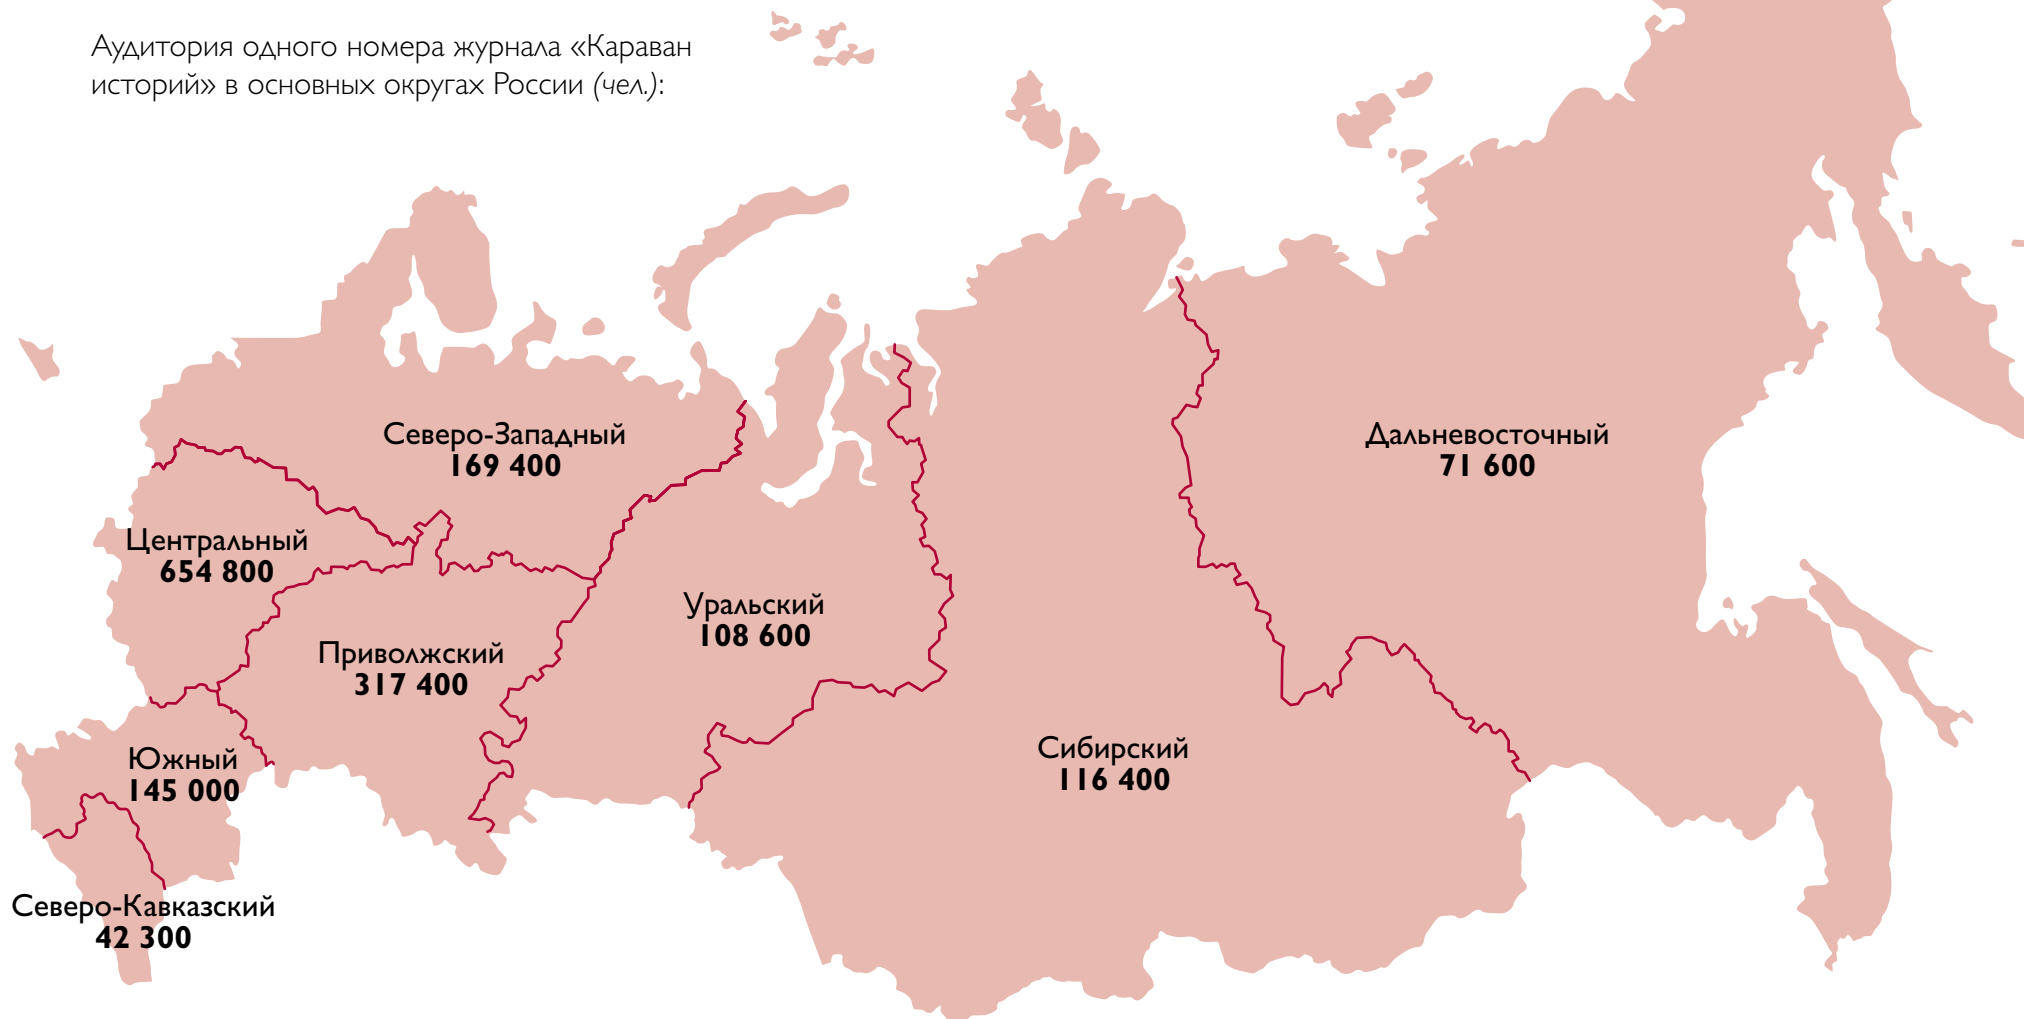 Аудитория одного номера журнала «Караван
историй» в основных округах России (чел.):
Северо-Западный
169 400
Дальневосточный
71 600
Центральный
654 800
Уральский
108 600
Приволжский
317 400
Южный
145 000
Сибирский
116 400
Северо-Кавказский
42 300